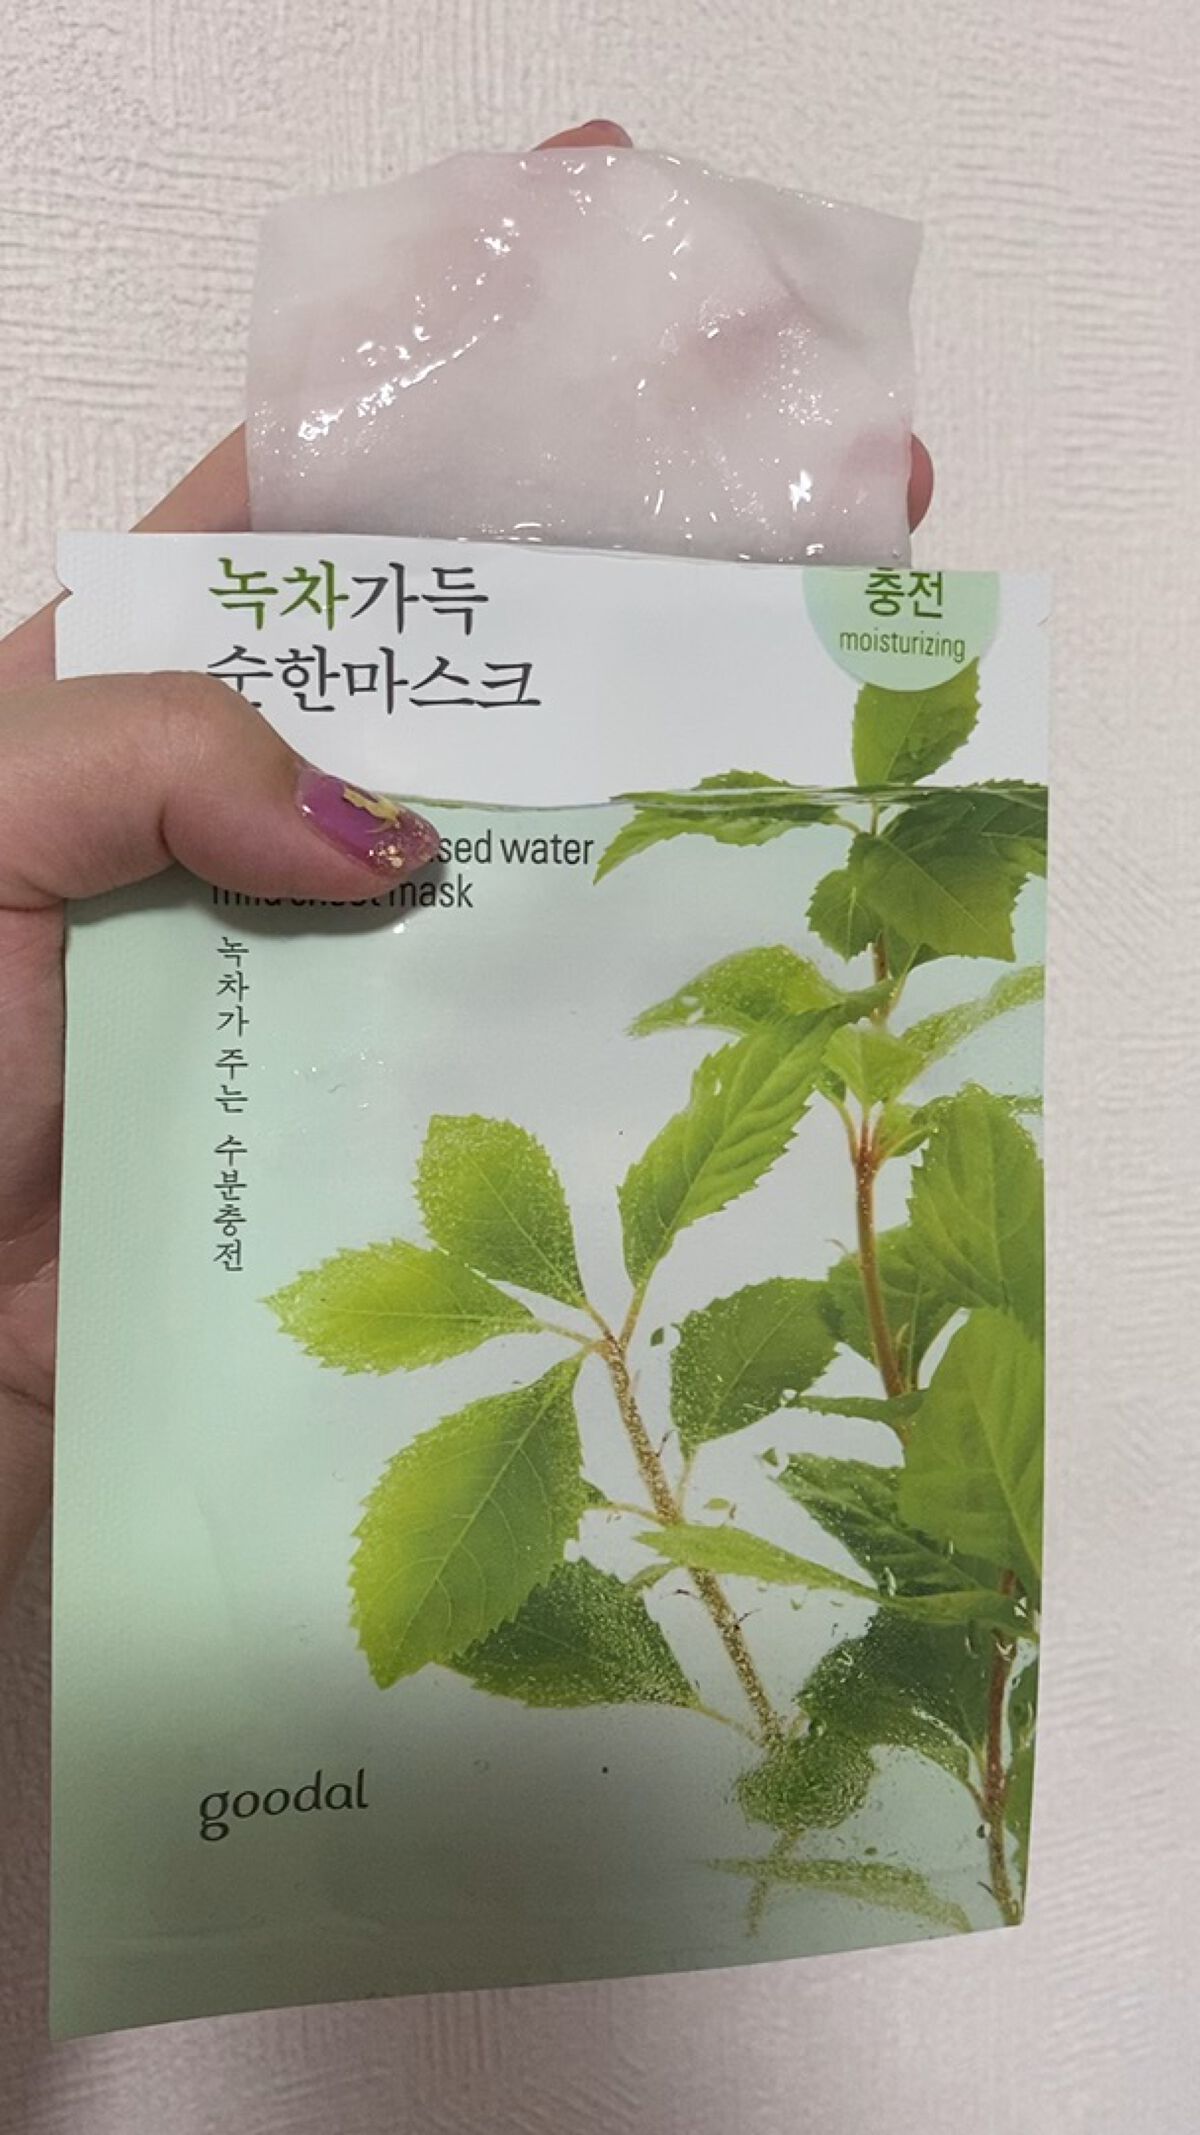 녹차가득
순한마스크
충전
moisturizing
water
mask
녹차가 주는 수분충전
goodal